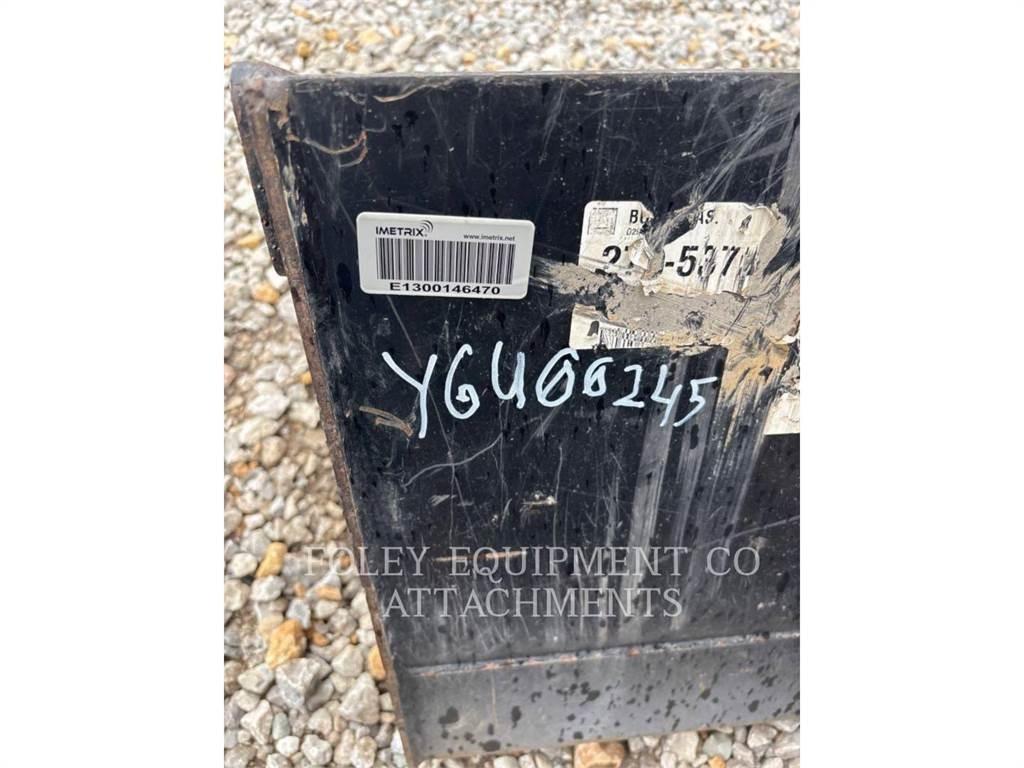 IMETRIX
www.imetrix.net
E1300146470
YGU00245
FOLEY EQUIPMENT CO
ATTACHMENTS